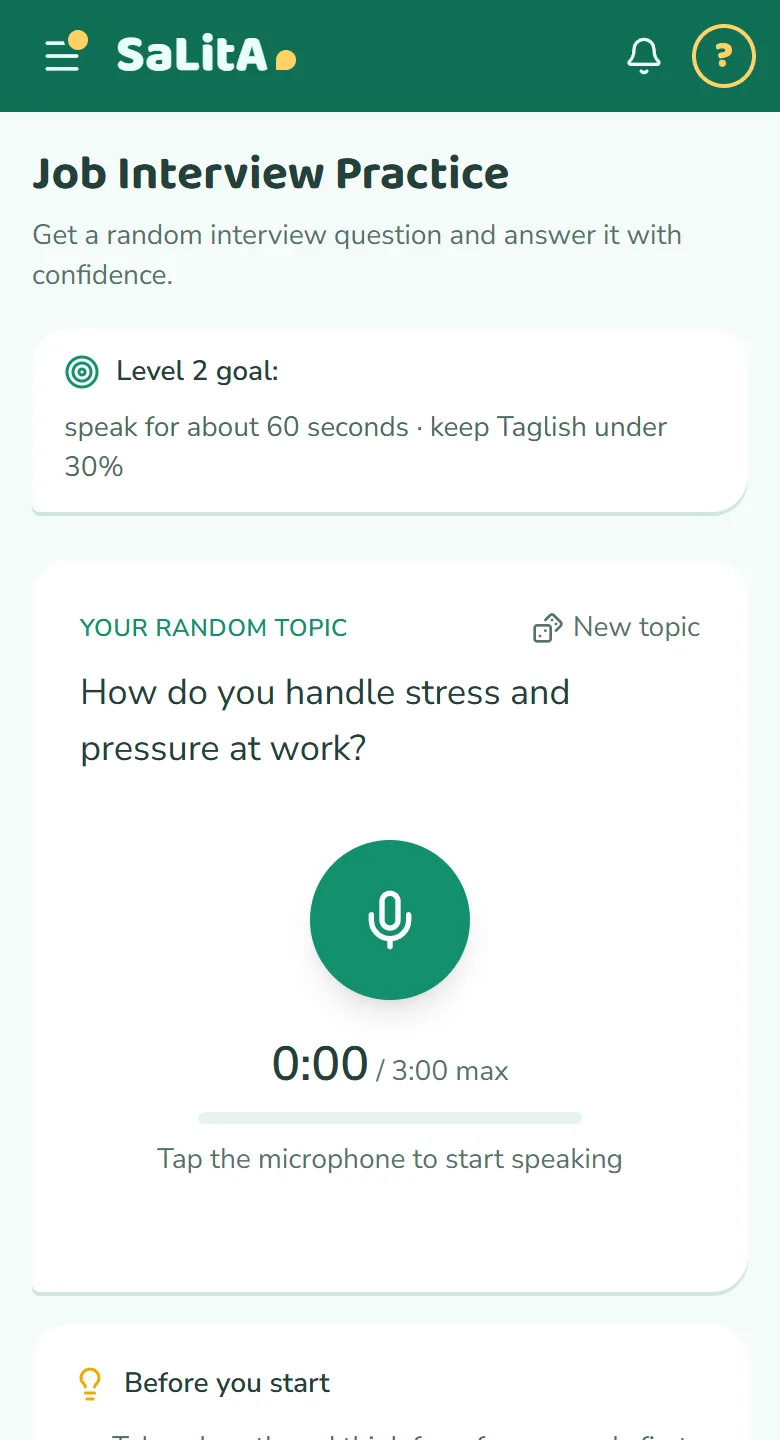 SaLitA
?
Job Interview Practice
Get a random interview question and answer it with
confidence.
Level 2 goal:
speak for about 60 seconds · keep Taglish under
30%
YOUR RANDOM TOPIC
New topic
How do you handle stress and
pressure at work?
0:00 / 3:00 max
Tap the microphone to start speaking
Before you start